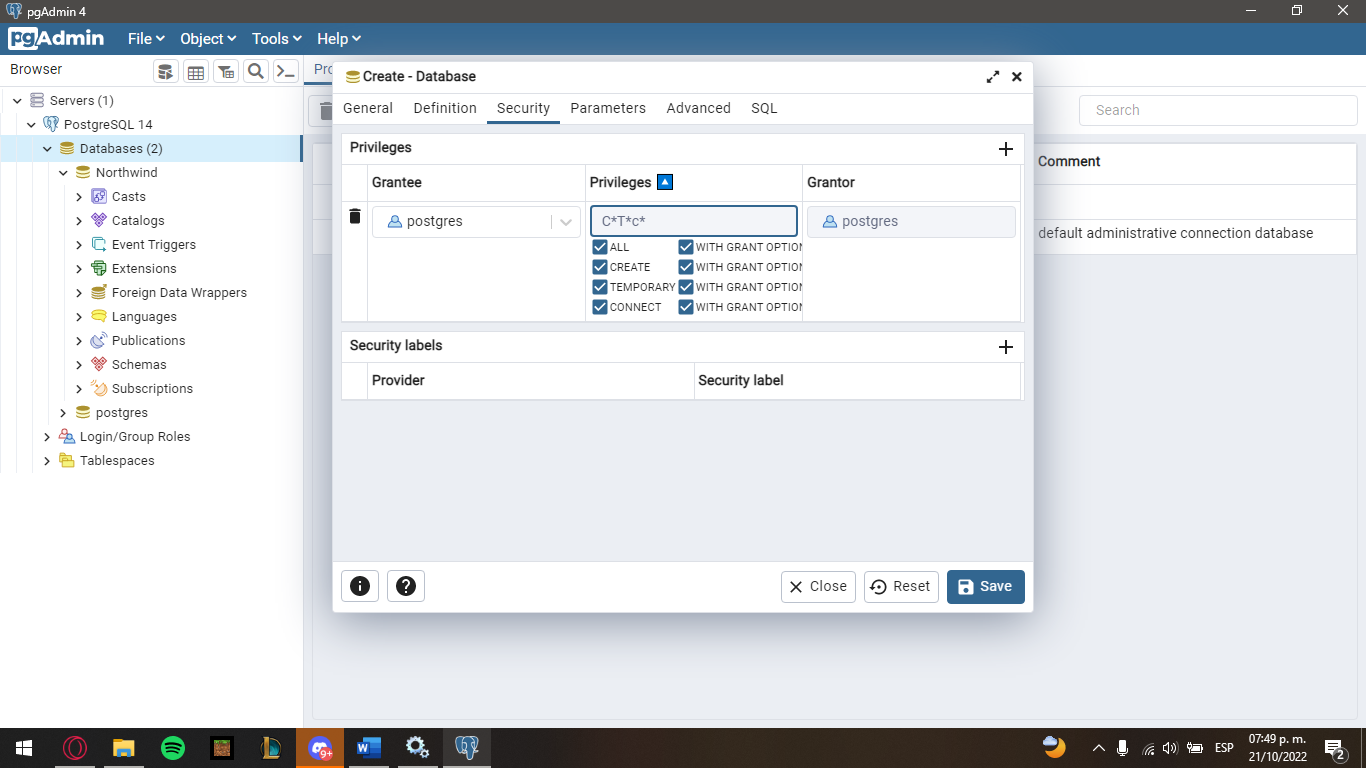 pgAdmin 4
pgAdmin File Object Tools Help
Browser
Pro
Servers (1)
PostgreSQL 14
Databases (2)
Northwind
Casts
Catalogs
Event Triggers
Extensions
Foreign Data Wrappers
Languages
Publications
Schemas
Subscriptions
postgres
Login/Group Roles
Tablespaces
Create - Database
General Definition Security Parameters Advanced SQL
Privileges
Grantee Privileges Grantor
postgres C*T*c* postgres
ALL WITH GRANT OPTION
CREATE WITH GRANT OPTION
TEMPORARY WITH GRANT OPTION
CONNECT WITH GRANT OPTION
Security labels
Provider Security label
Close Reset Save
Search
Comment
default administrative connection database
9+
ESP
07:49 p. m.
21/10/2022
2